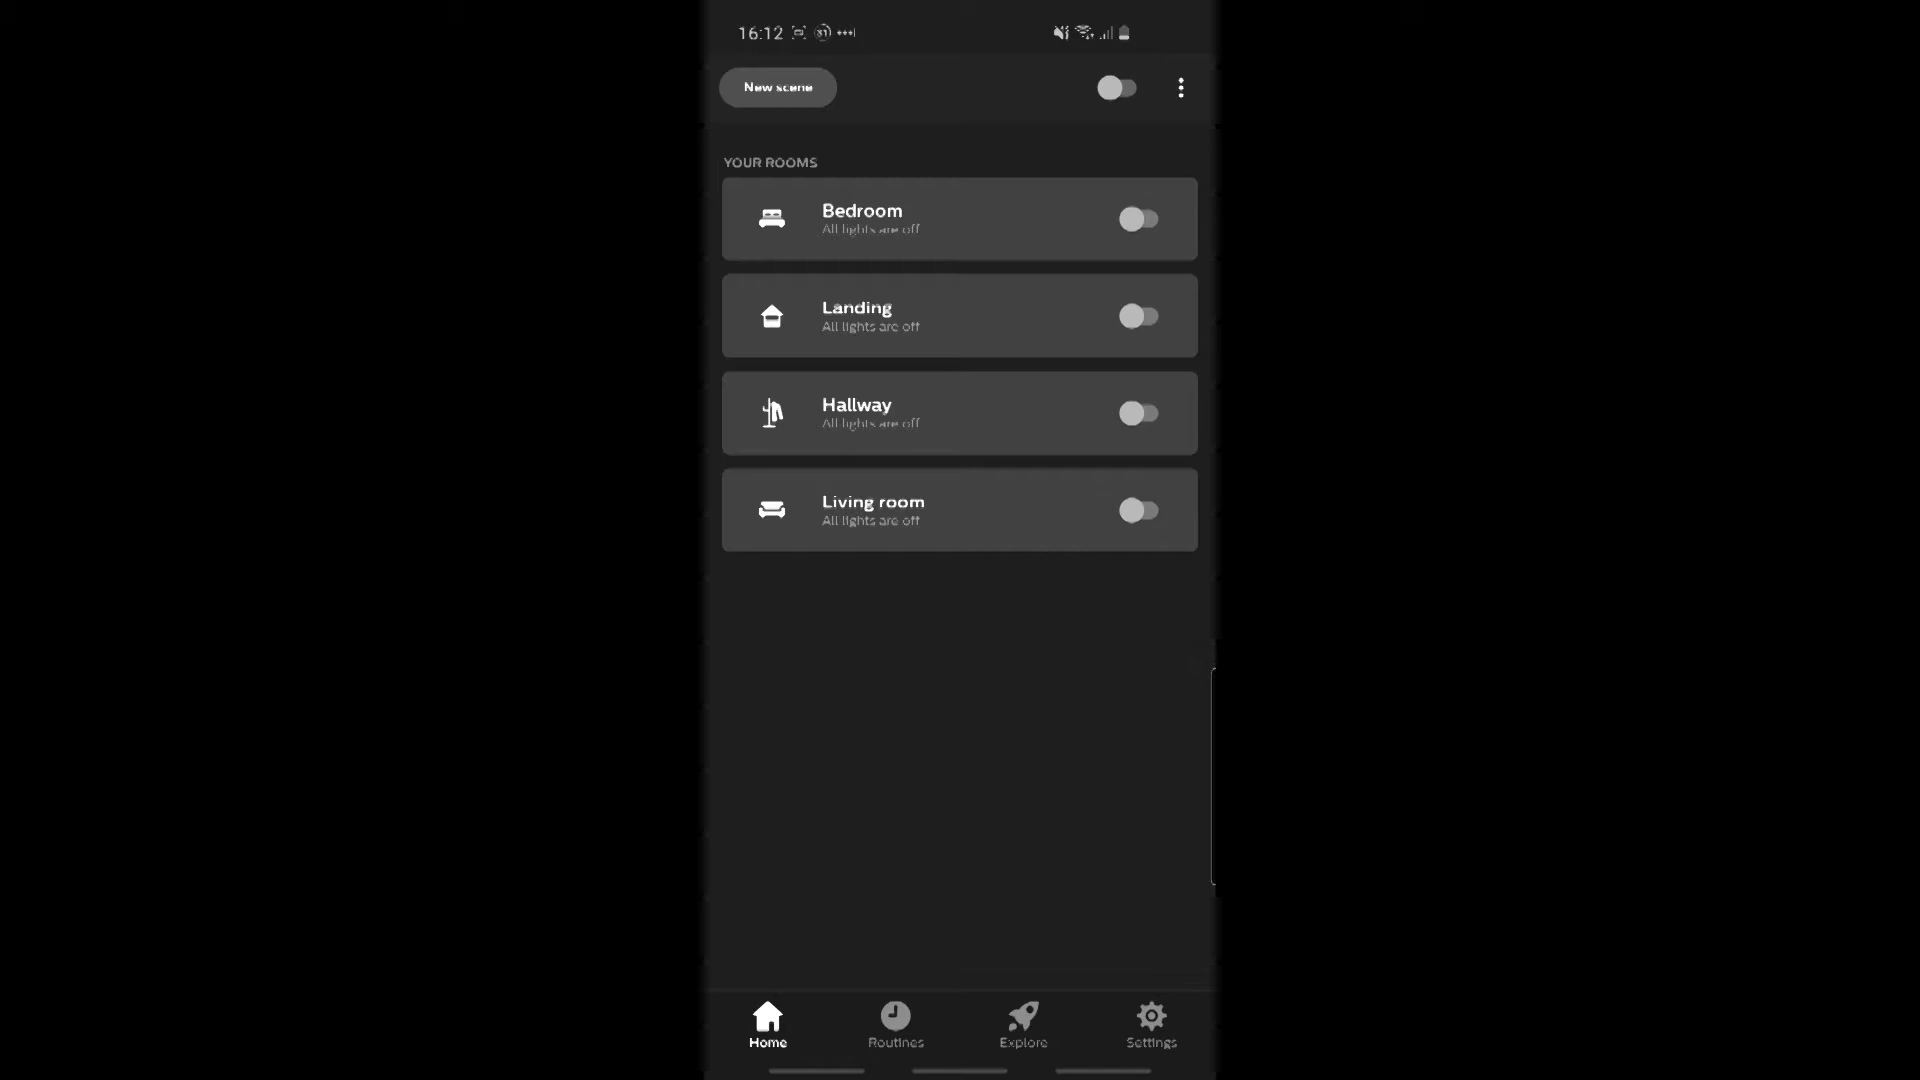 16:12
New scene
YOUR ROOMS
Bedroom
All lights are off
Landing
All lights are off
Hallway
All lights are off
Living room
All lights are off
Home
Routines
Explore
Settings